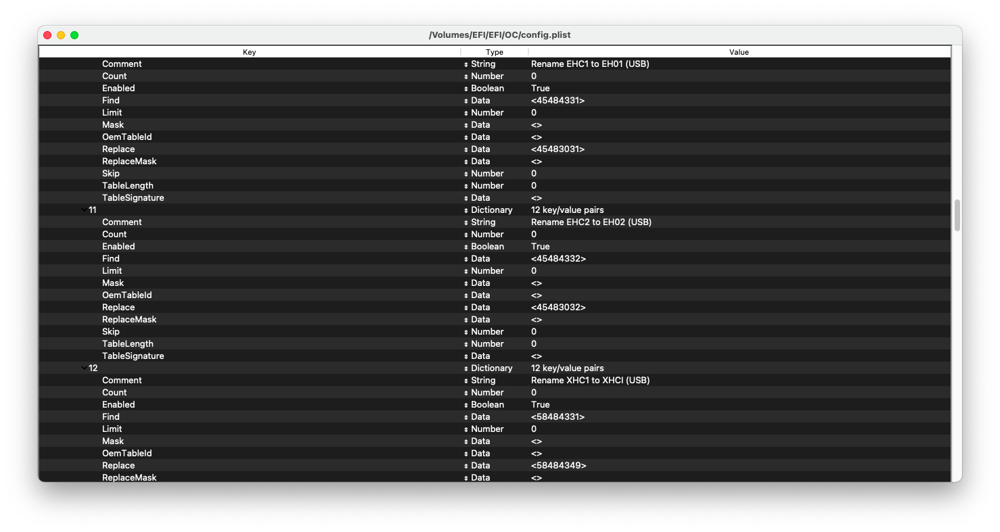 /Volumes/EFI/EFI/OC/config.plist
Key Type Value
Comment String Rename EHC1 to EH01 (USB)
Count Number 0
Enabled Boolean True
Find Data <45484331>
Limit Number 0
Mask Data <>
OemTableId Data <>
Replace Data <45483031>
ReplaceMask Data <>
Skip Number 0
TableLength Number 0
TableSignature Data <>
11 Dictionary 12 key/value pairs
Comment String Rename EHC2 to EH02 (USB)
Count Number 0
Enabled Boolean True
Find Data <45484332>
Limit Number 0
Mask Data <>
OemTableId Data <>
Replace Data <45483032>
ReplaceMask Data <>
Skip Number 0
TableLength Number 0
TableSignature Data <>
12 Dictionary 12 key/value pairs
Comment String Rename XHC1 to XHCI (USB)
Count Number 0
Enabled Boolean True
Find Data <58484331>
Limit Number 0
Mask Data <>
OemTableId Data <>
Replace Data <58484349>
ReplaceMask Data <>